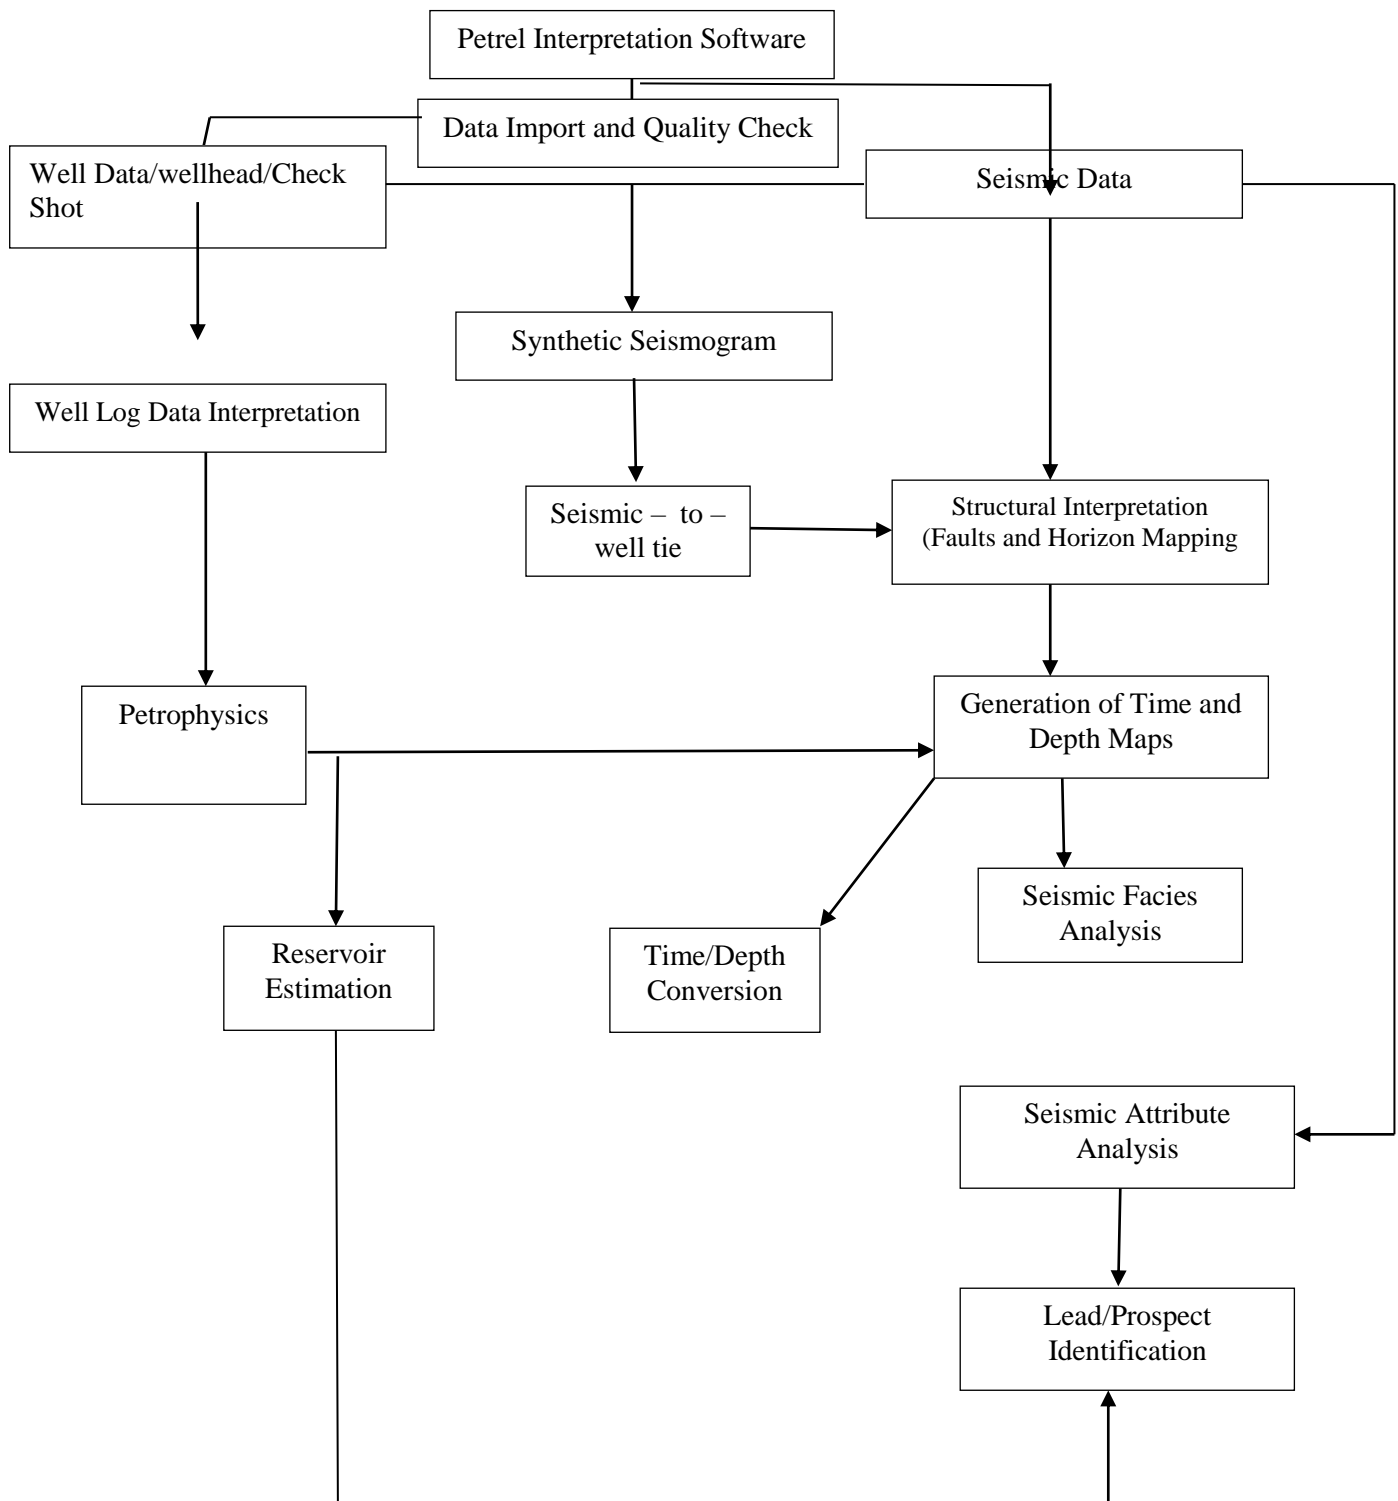 Petrel Interpretation Software
Data Import and Quality Check
Well Data/wellhead/Check
Shot
Seismic Data
Synthetic Seismogram
Well Log Data Interpretation
Seismic – to –
well tie
Structural Interpretation
(Faults and Horizon Mapping
Petrophysics
Generation of Time and
Depth Maps
Seismic Facies
Analysis
Reservoir
Estimation
Time/Depth
Conversion
Seismic Attribute
Analysis
Lead/Prospect
Identification